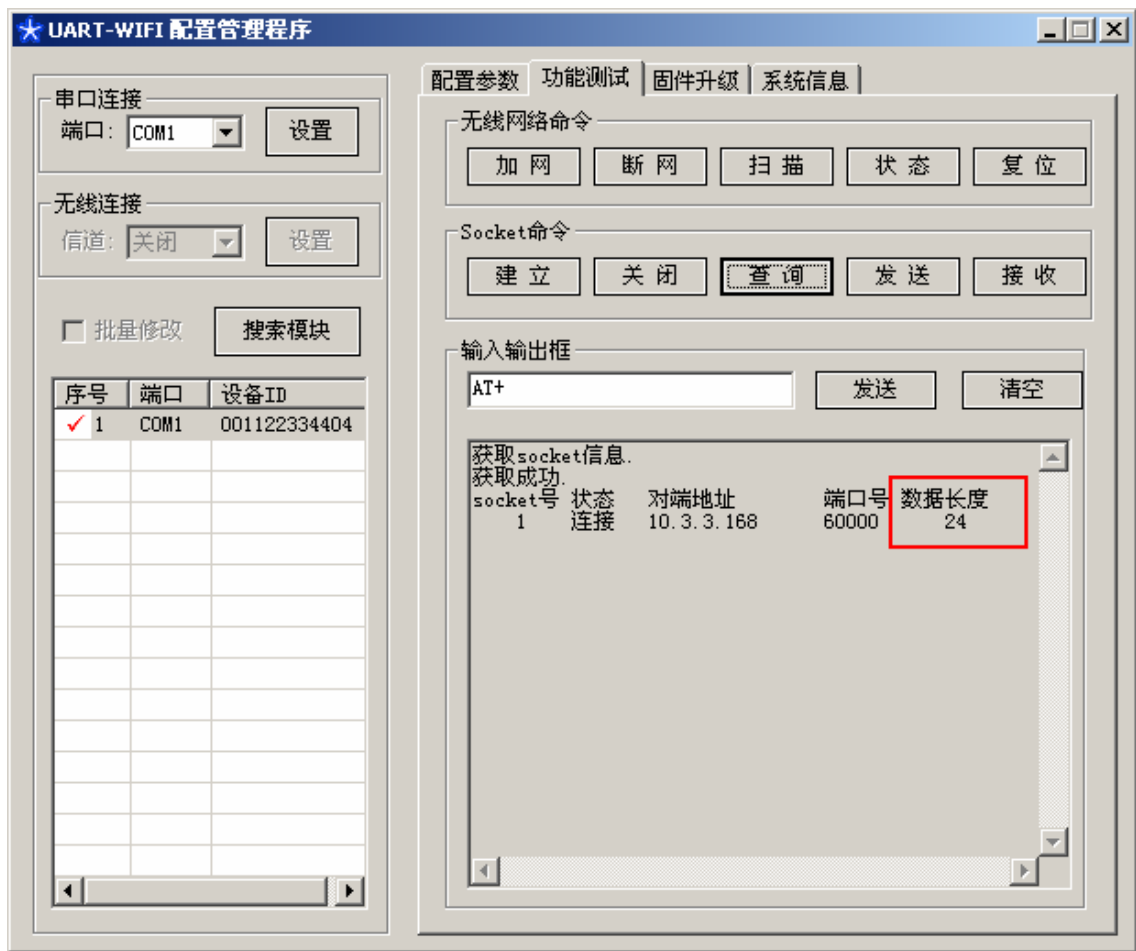 UART-WIFI 配置管理程序
串口连接
端口: COM1 设置
无线连接
信道: 关闭 设置
批量修改 搜索模块
序号 端口 设备ID
1 COM1 001122334404
配置参数 功能测试 固件升级 系统信息
无线网络命令
加 网 断 网 扫 描 状 态 复 位
Socket命令
建 立 关 闭 查 询 发 送 接 收
输入输出框
AT+ 发送 清空
获取socket信息.
获取成功.
socket号 状态 对端地址 端口号 数据长度
1 连接 10.3.3.168 60000 24